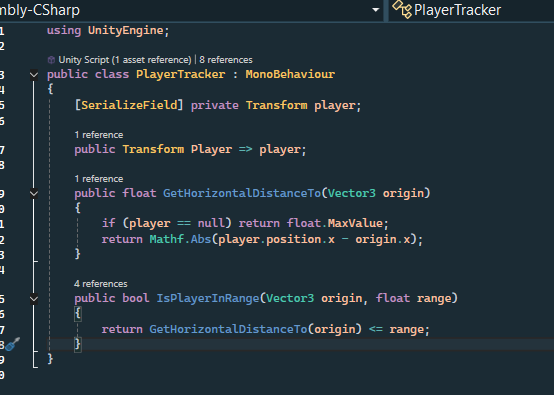 mbly-CSharp
PlayerTracker
1 using UnityEngine;
2
Unity Script (1 asset reference) | 8 references
3 public class PlayerTracker : MonoBehaviour
4 {
5 [SerializeField] private Transform player;
6
1 reference
7 public Transform Player => player;
8
1 reference
9 public float GetHorizontalDistanceTo(Vector3 origin)
0 {
1 if (player == null) return float.MaxValue;
2 return Mathf.Abs(player.position.x - origin.x);
3 }
4
4 references
5 public bool IsPlayerInRange(Vector3 origin, float range)
6 {
7 return GetHorizontalDistanceTo(origin) <= range;
8 }
9 }
0